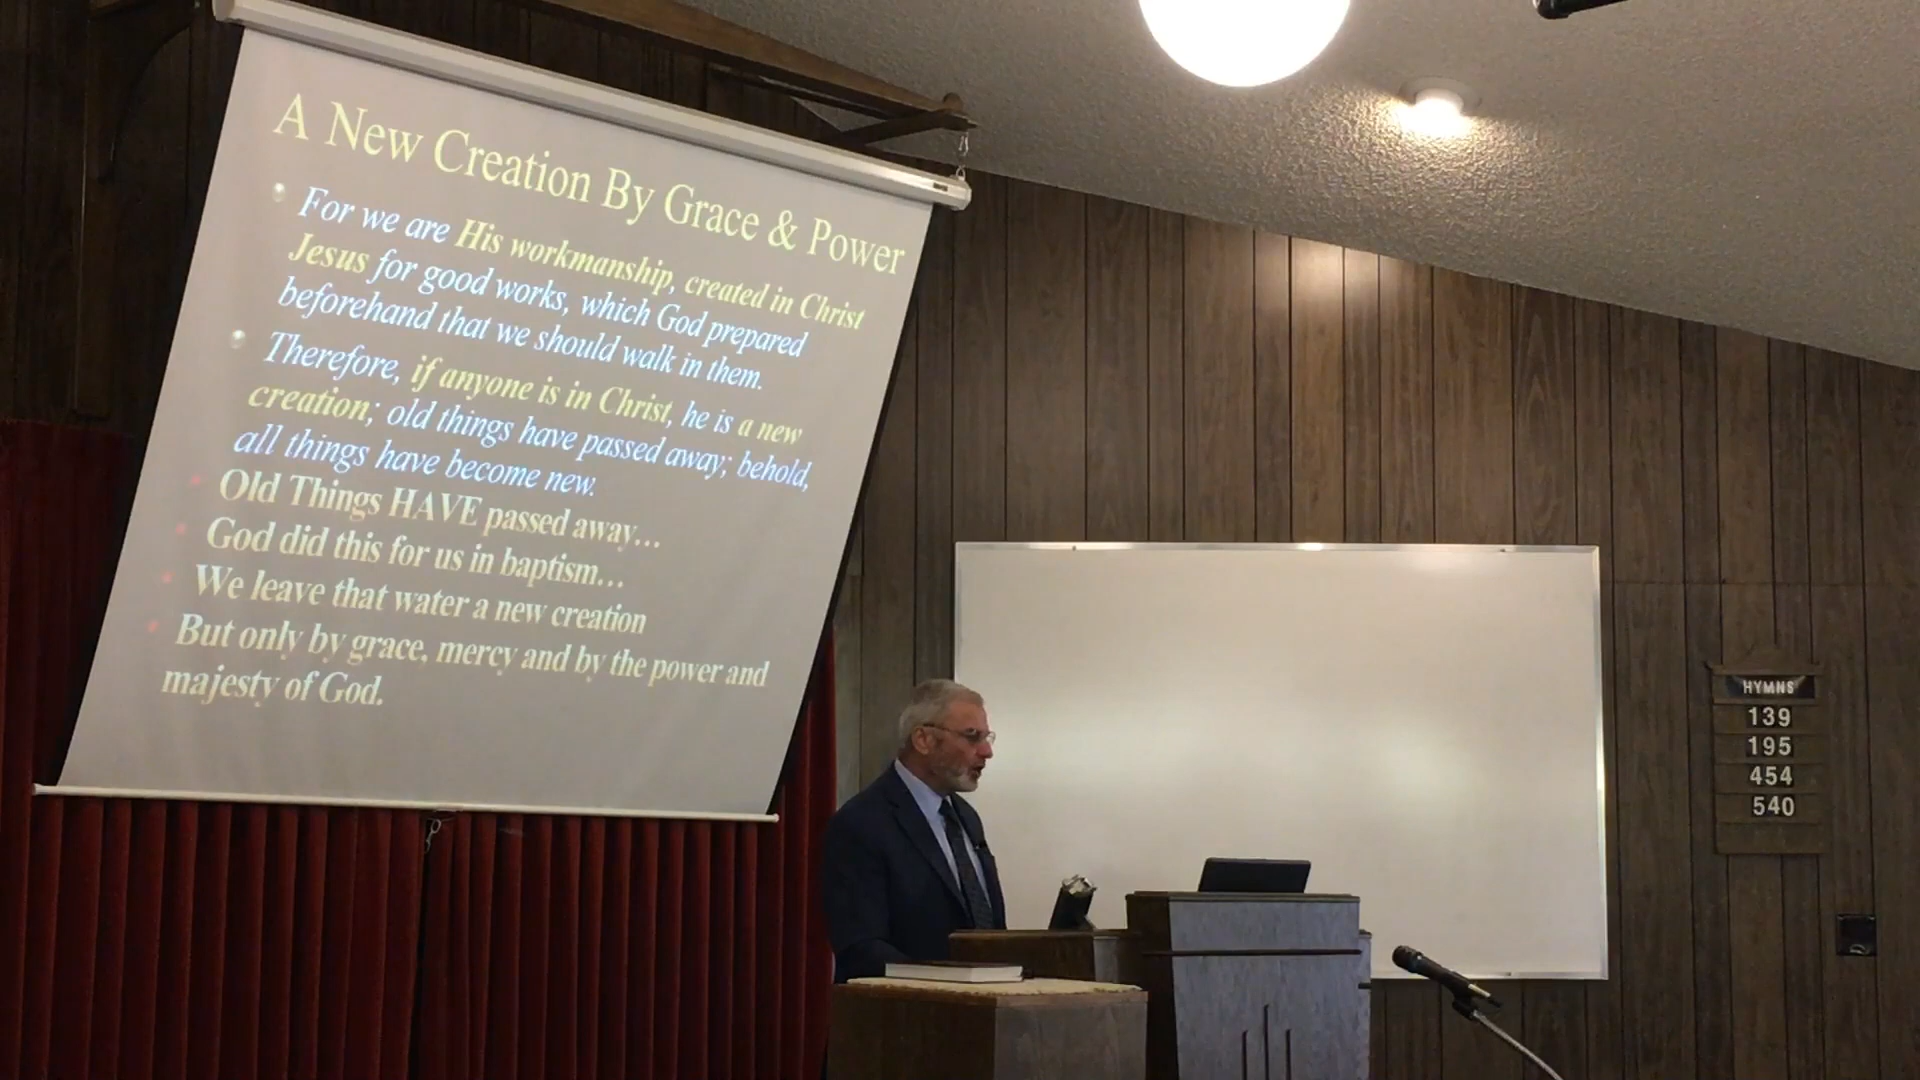 A New Creation By Grace & Power
For we are His workmanship, created in Christ
Jesus for good works, which God prepared
beforehand that we should walk in them.
Therefore, if anyone is in Christ, he is a new
creation; old things have passed away; behold,
all things have become new.
Old Things HAVE passed away...
God did this for us in baptism...
We leave that water a new creation
But only by grace, mercy and by the power and
majesty of God.
HYMNS
139
195
454
540